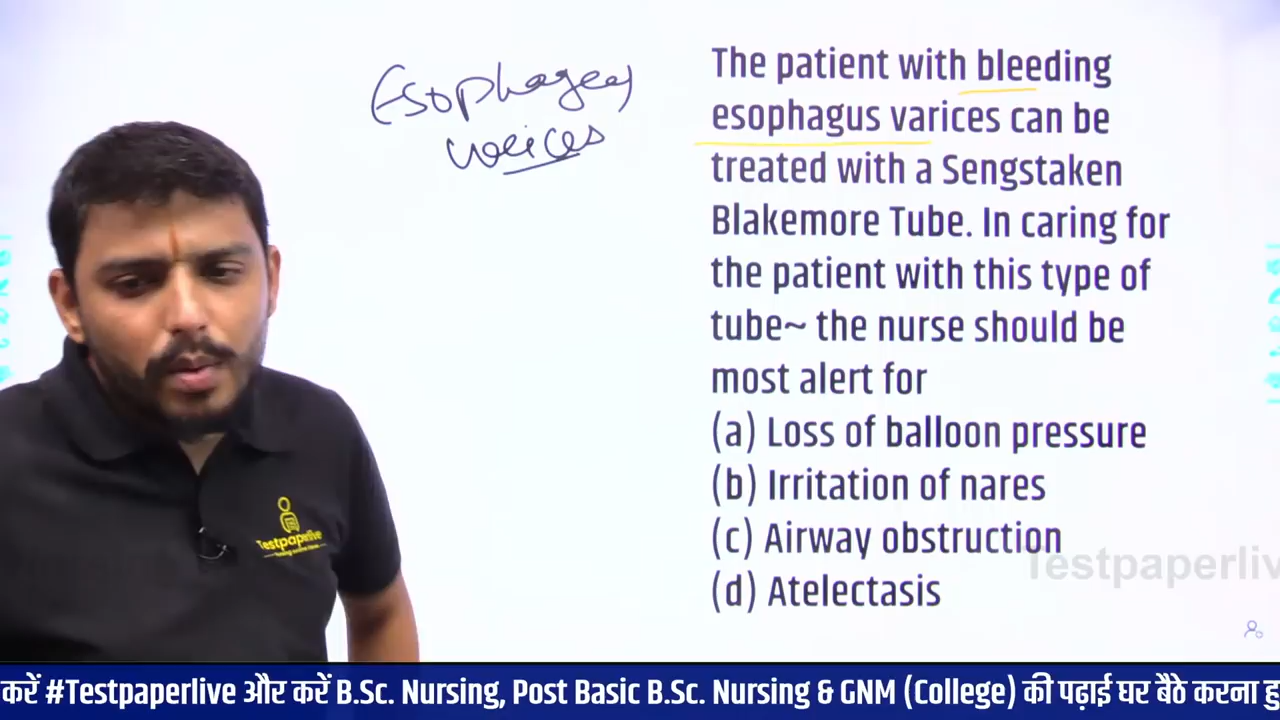 Esophageal
varices
The patient with bleeding
esophagus varices can be
treated with a Sengstaken
Blakemore Tube. In caring for
the patient with this type of
tube~ the nurse should be
most alert for
(a) Loss of balloon pressure
(b) Irritation of nares
(c) Airway obstruction
(d) Atelectasis
Testpaperliv
Testpaperlive
करें #Testpaperlive और करें B.Sc. Nursing, Post Basic B.Sc. Nursing & GNM (College) की पढ़ाई घर बैठे करना हु